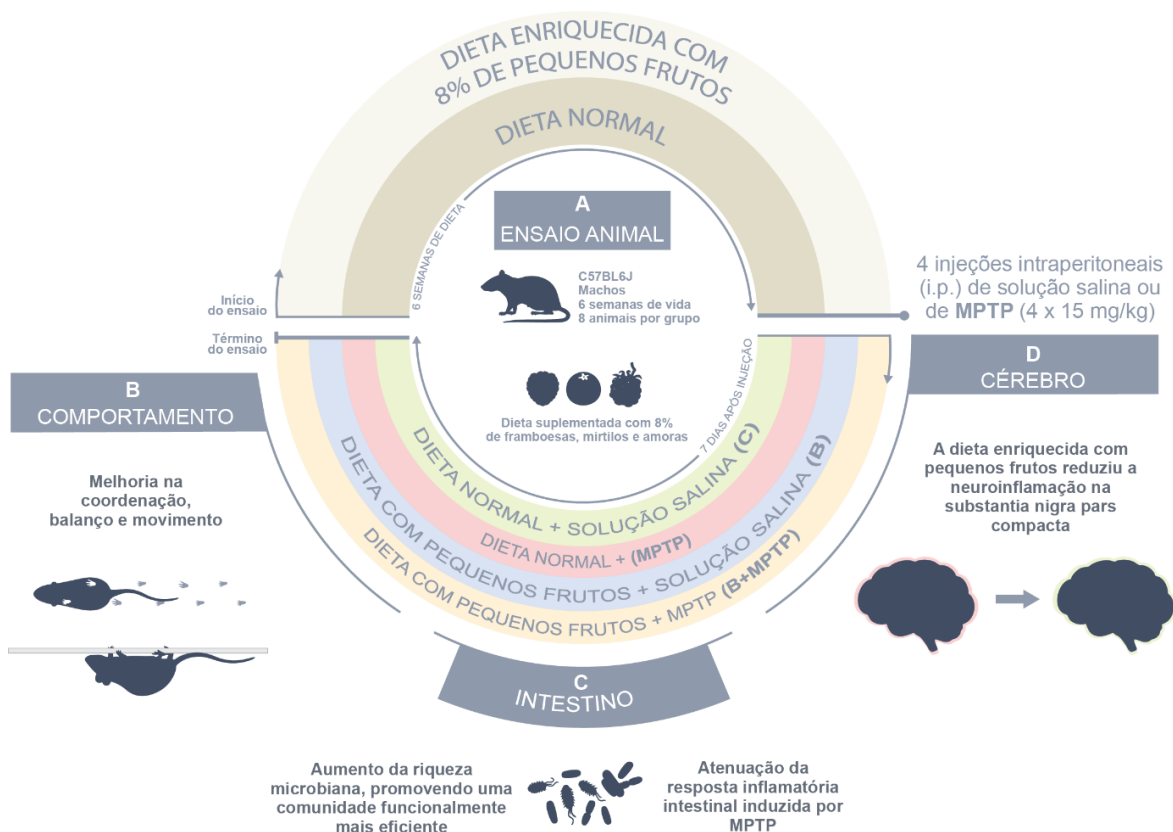 DIETA ENRIQUECIDA COM
8% DE PEQUENOS FRUTOS
DIETA NORMAL
6 SEMANAS DE DIETA
A
ENSAIO ANIMAL
C57BL6J
Machos
6 semanas de vida
8 animais por grupo
Início
do ensaio
Término
do ensaio
4 injeções intraperitoneais
(i.p.) de solução salina ou
de MPTP (4 x 15 mg/kg)
Dieta suplementada com 8%
de framboesas, mirtilos e amoras
7 DIAS APÓS INJEÇÃO
DIETA NORMAL + SOLUÇÃO SALINA (C)
DIETA NORMAL + (MPTP)
DIETA COM PEQUENOS FRUTOS + SOLUÇÃO SALINA (B)
DIETA COM PEQUENOS FRUTOS + MPTP (B+MPTP)
B
COMPORTAMENTO
Melhoria na
coordenação,
balanço e movimento
D
CÉREBRO
A dieta enriquecida com
pequenos frutos reduziu a
neuroinflamação na
substantia nigra pars
compacta
C
INTESTINO
Aumento da riqueza
microbiana, promovendo uma
comunidade funcionalmente
mais eficiente
Atenuação da
resposta inflamatória
intestinal induzida por
MPTP